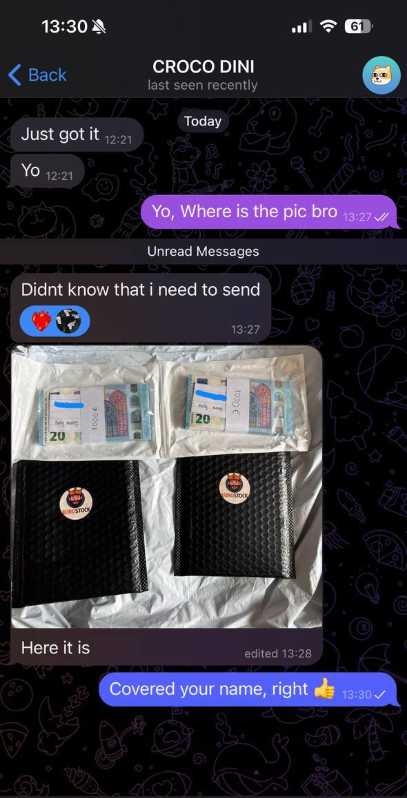 13:30
61
Back
CROCO DINI
last seen recently
Today
Just got it 12:21
Yo 12:21
Yo, Where is the pic bro 13:27
Unread Messages
Didnt know that i need to send
13:27
20
20
EUROSTOCK
EUROSTOCK
Here it is
edited 13:28
Covered your name, right 👍 13:30